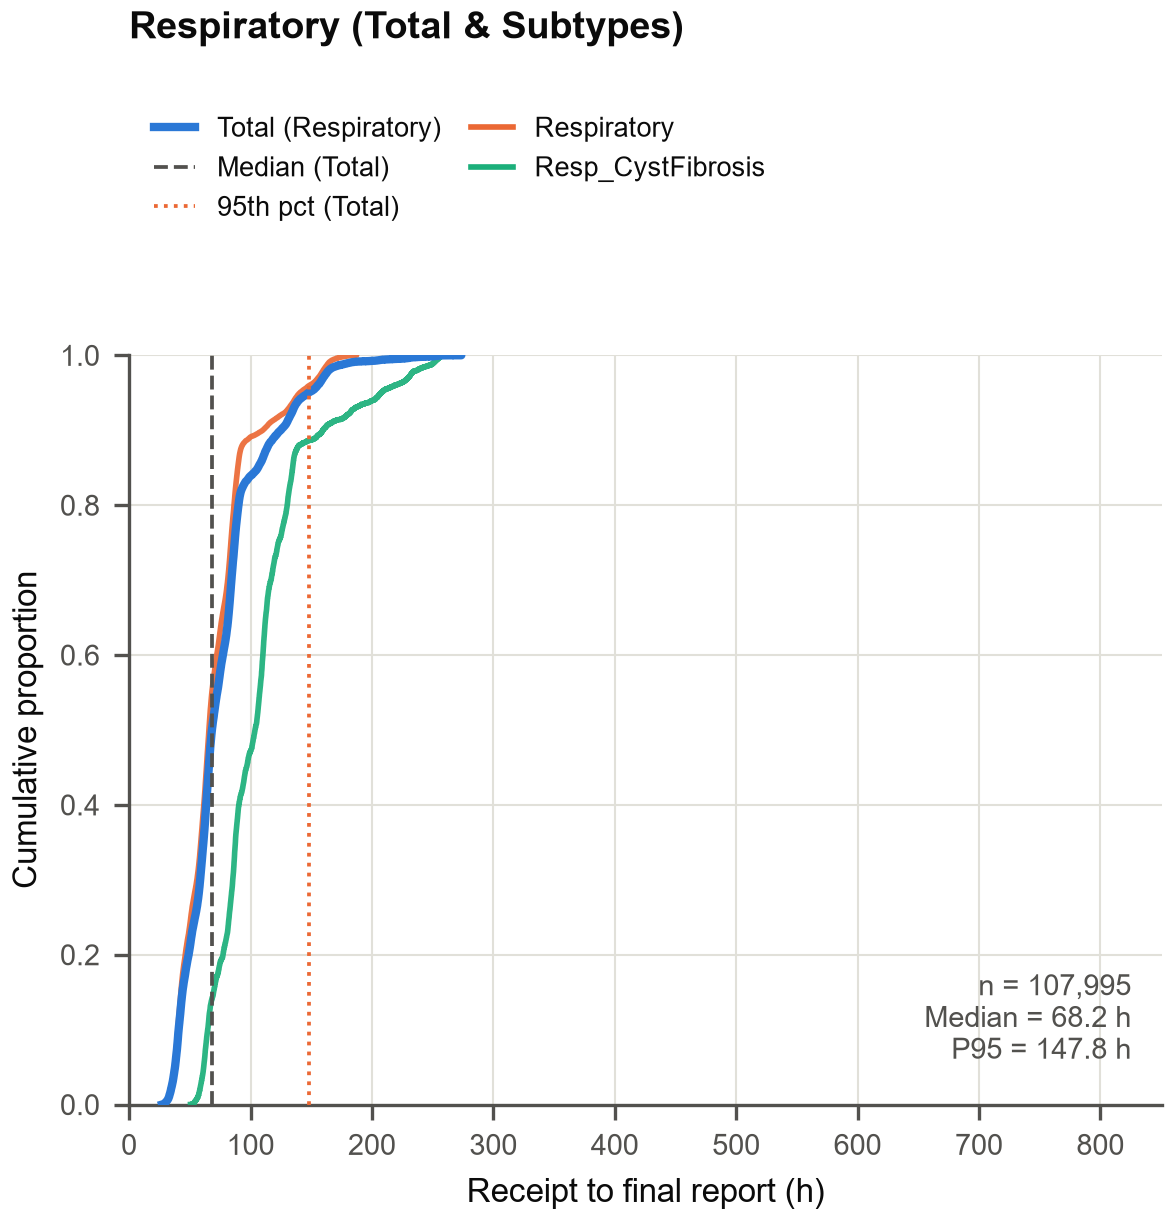 Respiratory (Total & Subtypes)
Total (Respiratory)
Median (Total)
95th pct (Total)
Respiratory
Resp_CystFibrosis
1.0
0.8
0.6
0.4
0.2
0.0
Cumulative proportion
n = 107,995
Median = 68.2 h
P95 = 147.8 h
0 100 200 300 400 500 600 700 800
Receipt to final report (h)